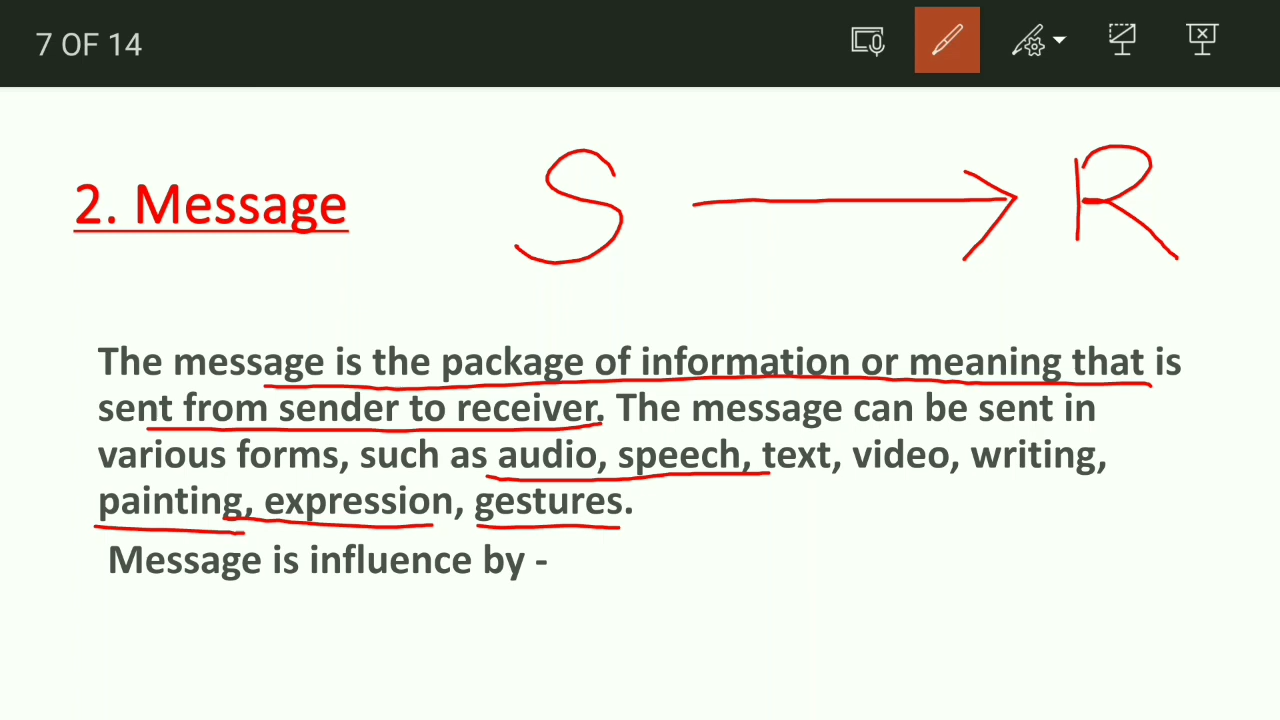 7 OF 14
2. Message
S R
The message is the package of information or meaning that is
sent from sender to receiver. The message can be sent in
various forms, such as audio, speech, text, video, writing,
painting, expression, gestures.
Message is influence by -